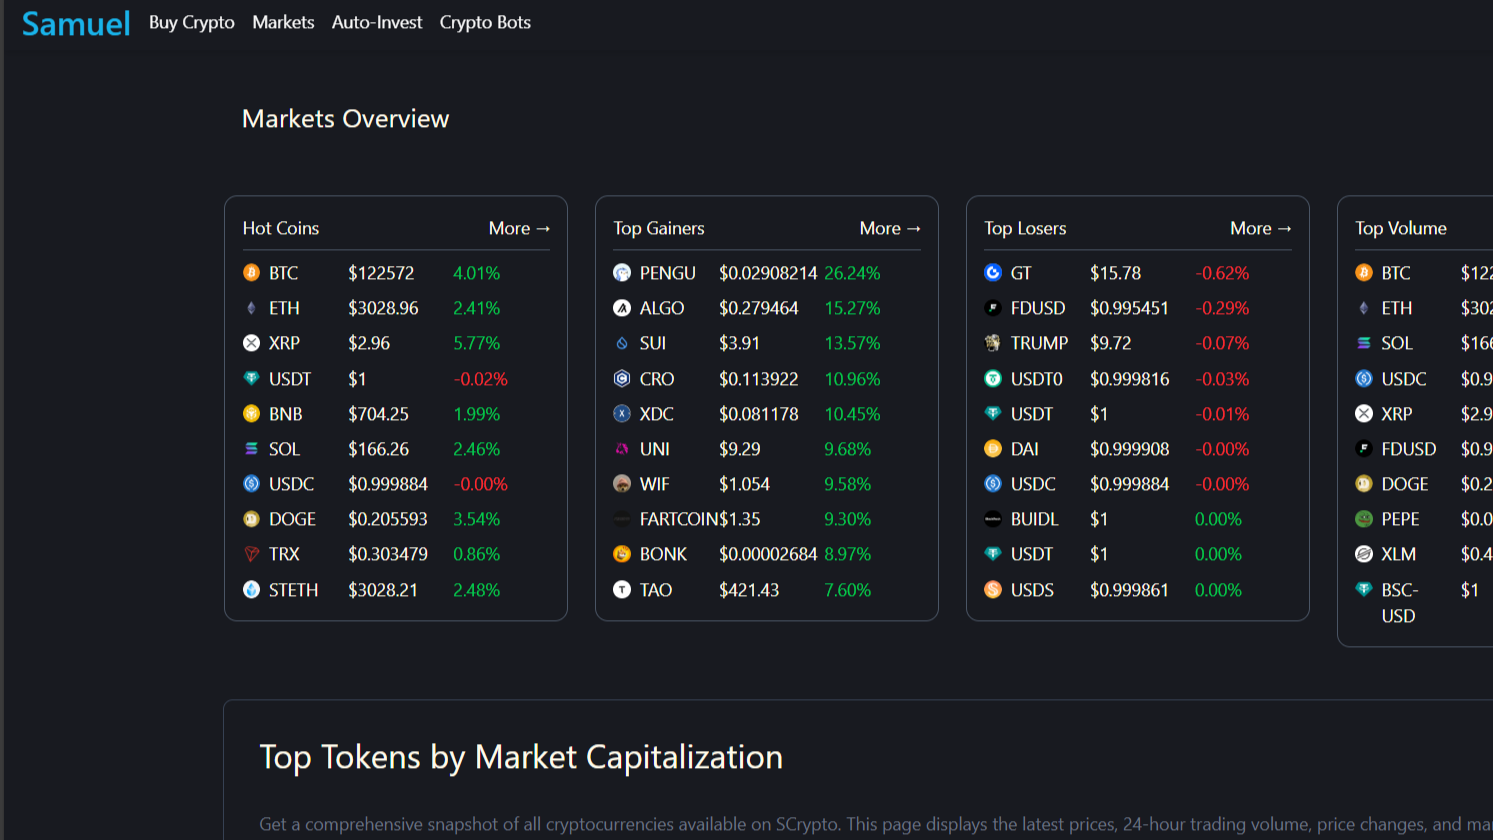 Samuel Buy Crypto Markets Auto-Invest Crypto Bots
Markets Overview
Hot Coins More →
BTC $122572 4.01%
ETH $3028.96 2.41%
XRP $2.96 5.77%
USDT $1 -0.02%
BNB $704.25 1.99%
SOL $166.26 2.46%
USDC $0.999884 -0.00%
DOGE $0.205593 3.54%
TRX $0.303479 0.86%
STETH $3028.21 2.48%
Top Gainers More →
PENGU $0.02908214 26.24%
ALGO $0.279464 15.27%
SUI $3.91 13.57%
CRO $0.113922 10.96%
XDC $0.081178 10.45%
UNI $9.29 9.68%
WIF $1.054 9.58%
FARTCOIN $1.35 9.30%
BONK $0.00002684 8.97%
TAO $421.43 7.60%
Top Losers More →
GT $15.78 -0.62%
FDUSD $0.995451 -0.29%
TRUMP $9.72 -0.07%
USDT0 $0.999816 -0.03%
USDT $1 -0.01%
DAI $0.999908 -0.00%
USDC $0.999884 -0.00%
BUIDL $1 0.00%
USDT $1 0.00%
USDS $0.999861 0.00%
Top Volume
BTC $122
ETH $302
SOL $166
USDC $0.9
XRP $2.9
FDUSD $0.9
DOGE $0.2
PEPE $0.0
XLM $0.4
BSC- $1
USD
Top Tokens by Market Capitalization
Get a comprehensive snapshot of all cryptocurrencies available on SCrypto. This page displays the latest prices, 24-hour trading volume, price changes, and ma